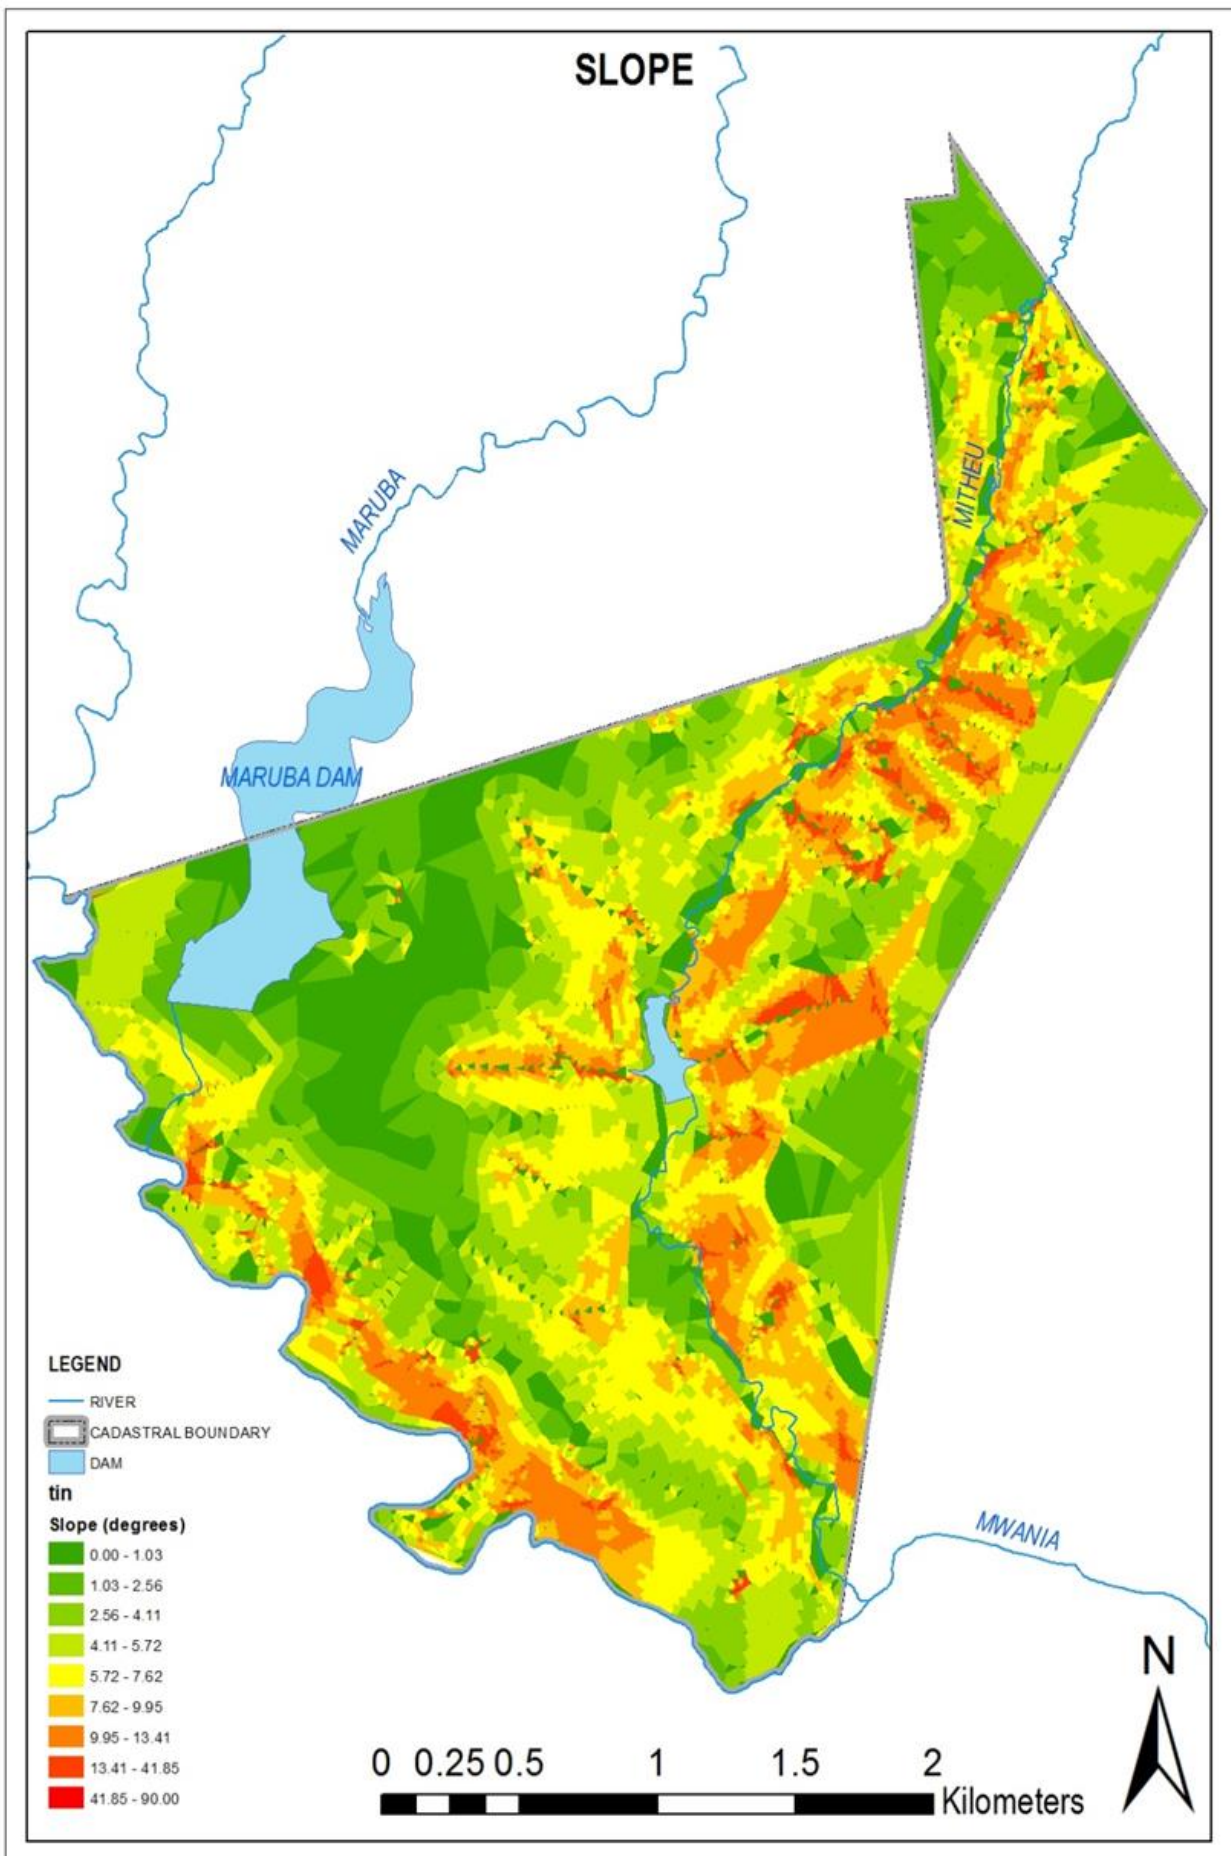 SLOPE
MARUBA
MITHEU
MARUBA DAM
MWANIA
LEGEND
RIVER
CADASTRAL BOUNDARY
DAM
tin
Slope (degrees)
0.00 - 1.03
1.03 - 2.56
2.56 - 4.11
4.11 - 5.72
5.72 - 7.62
7.62 - 9.95
9.95 - 13.41
13.41 - 41.85
41.85 - 90.00
N
0 0.25 0.5 1 1.5 2
Kilometers